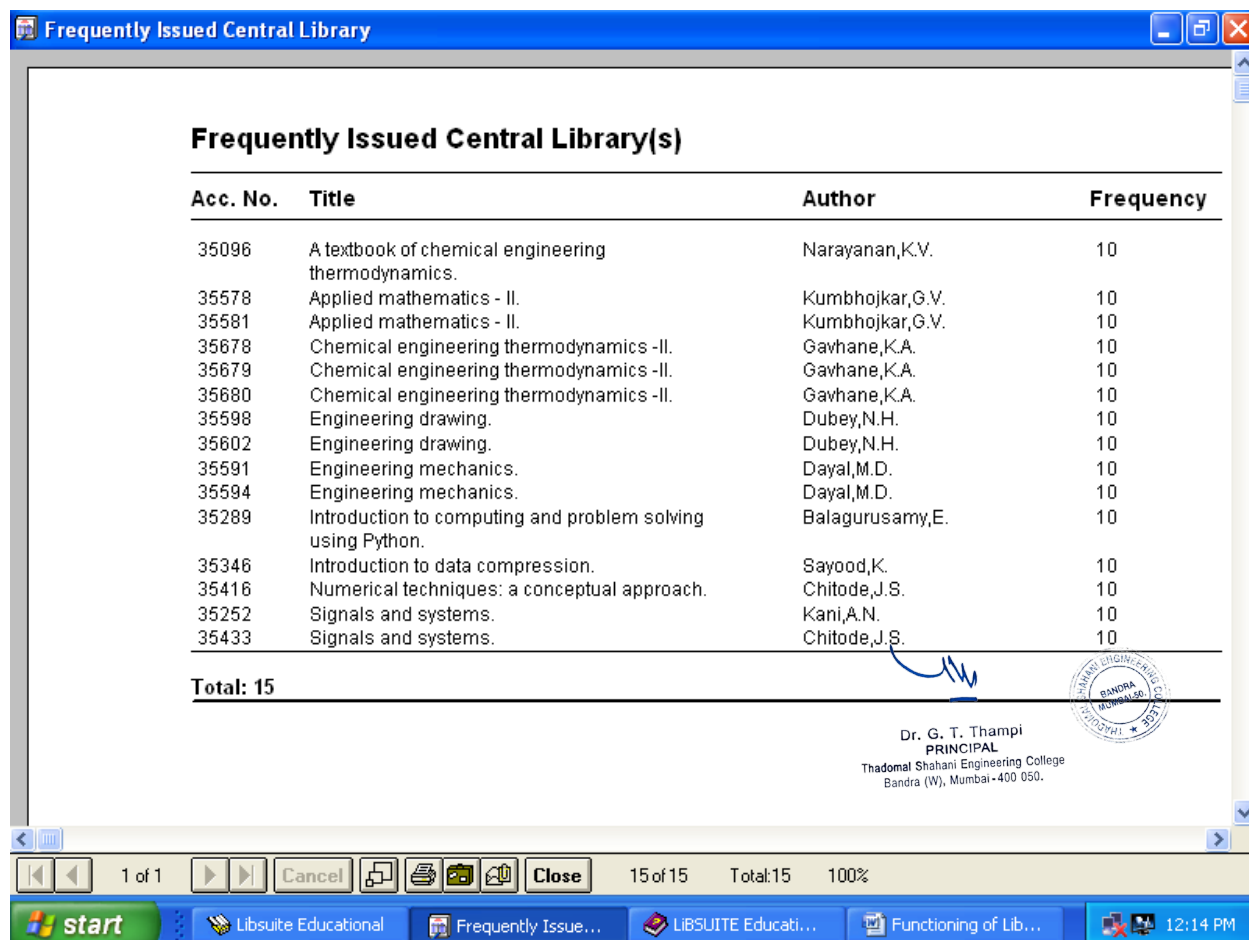 Frequently Issued Central Library
Frequently Issued Central Library(s)
Acc. No. Title Author Frequency
35096 A textbook of chemical engineering Narayanan,K.V. 10
thermodynamics.
35578 Applied mathematics - II. Kumbhojkar,G.V. 10
35581 Applied mathematics - II. Kumbhojkar,G.V. 10
35678 Chemical engineering thermodynamics -II. Gavhane,K.A. 10
35679 Chemical engineering thermodynamics -II. Gavhane,K.A. 10
35680 Chemical engineering thermodynamics -II. Gavhane,K.A. 10
35598 Engineering drawing. Dubey,N.H. 10
35602 Engineering drawing. Dubey,N.H. 10
35591 Engineering mechanics. Dayal,M.D. 10
35594 Engineering mechanics. Dayal,M.D. 10
35289 Introduction to computing and problem solving Balagurusamy,E. 10
using Python.
35346 Introduction to data compression. Sayood,K. 10
35416 Numerical techniques: a conceptual approach. Chitode,J.S. 10
35252 Signals and systems. Kani,A.N. 10
35433 Signals and systems. Chitode,J.S. 10
Total: 15
THADOMAL SHAHANI ENGINEERING COLLEGE
BANDRA
MUMBAI-50.
Dr. G. T. Thampi
PRINCIPAL
Thadomal Shahani Engineering College
Bandra (W), Mumbai - 400 050.
1 of 1 Cancel Close 15 of 15 Total:15 100%
start Libsuite Educational Frequently Issue... LiBSUITE Educati... Functioning of Lib... 12:14 PM